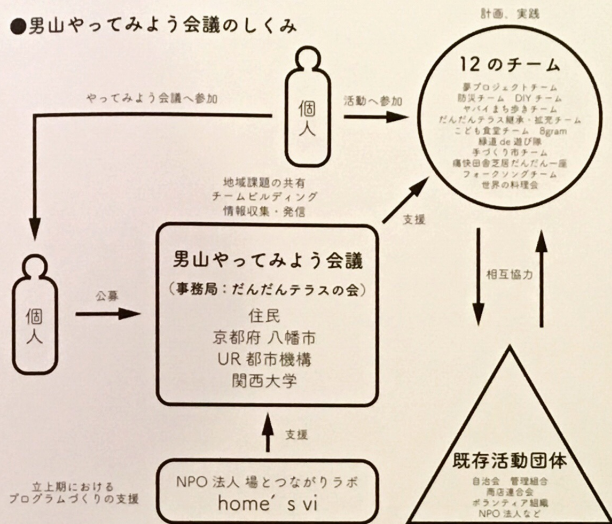 ●男山やってみよう会議のしくみ
計画、実践
12のチーム
夢プロジェクトチーム
防災チーム　DIYチーム
ヤバイまち歩きチーム
だんだんテラス継承・拡充チーム
こども食堂チーム　8gram
緑道de遊び隊
手づくり市チーム
痛快田舎芝居だんだん一座
フォークソングチーム
世界の料理会
個人
やってみよう会議へ参加
活動へ参加
地域課題の共有
チームビルディング
情報収集・発信
支援
男山やってみよう会議
（事務局：だんだんテラスの会）
住民
京都府 八幡市
UR都市機構
関西大学
個人
公募
相互協力
支援
既存活動団体
自治会　管理組合
商店連合会
ボランティア組織
NPO法人など
立上期における
プログラムづくりの支援
NPO法人 場とつながりラボ
home's vi